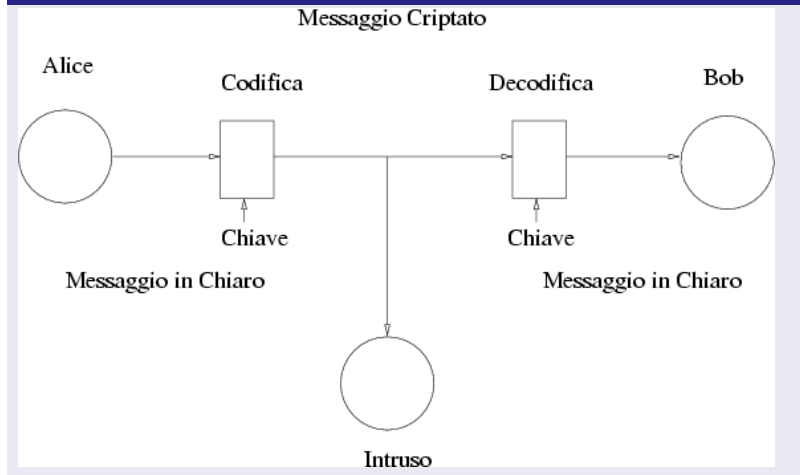 Messaggio Criptato
Alice
Codifica
Decodifica
Bob
Chiave
Chiave
Messaggio in Chiaro
Messaggio in Chiaro
Intruso